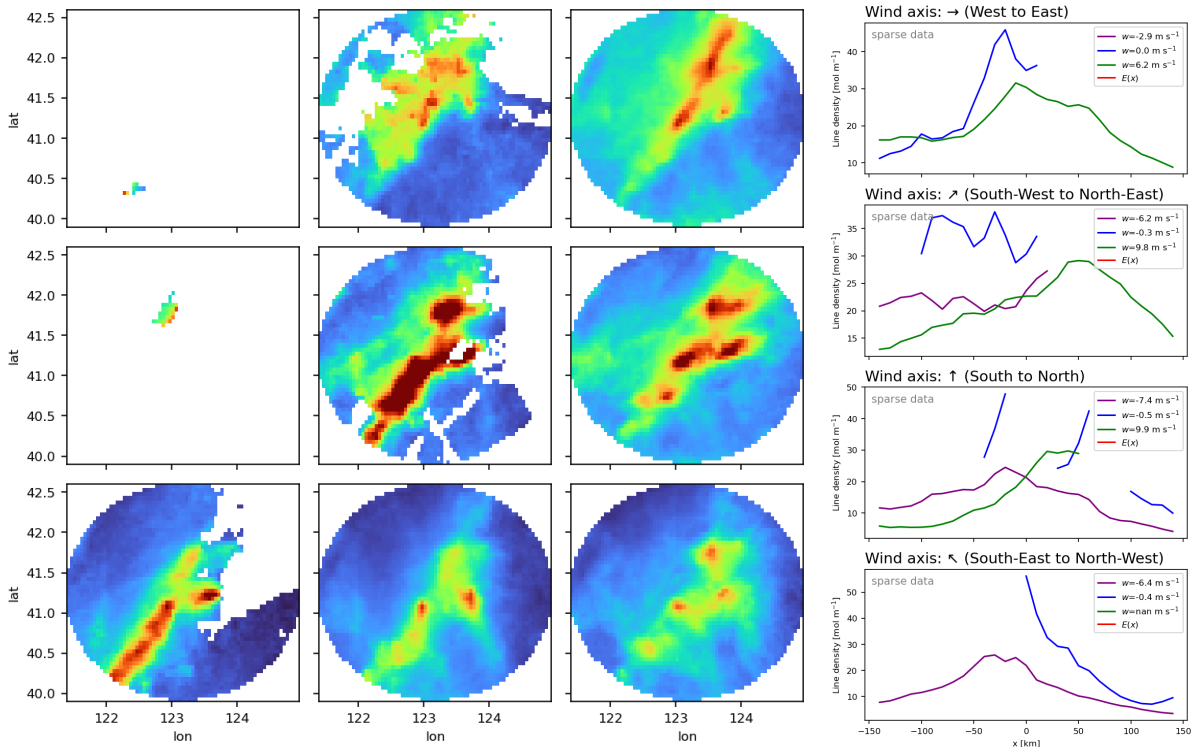 lat
42.5
42.0
41.5
41.0
40.5
40.0
lat
42.5
42.0
41.5
41.0
40.5
40.0
lat
42.5
42.0
41.5
41.0
40.5
40.0
122 123 124
lon
122 123 124
lon
122 123 124
lon
Wind axis: → (West to East)
sparse data
Line density [mol m⁻¹]
40
30
20
10
w=-2.9 m s⁻¹
w=0.0 m s⁻¹
w=6.2 m s⁻¹
E(x)
Wind axis: ↗ (South-West to North-East)
sparse data
Line density [mol m⁻¹]
35
30
25
20
15
w=-6.2 m s⁻¹
w=-0.3 m s⁻¹
w=9.8 m s⁻¹
E(x)
Wind axis: ↑ (South to North)
sparse data
Line density [mol m⁻¹]
50
40
30
20
10
w=-7.4 m s⁻¹
w=-0.5 m s⁻¹
w=9.9 m s⁻¹
E(x)
Wind axis: ↖ (South-East to North-West)
sparse data
Line density [mol m⁻¹]
50
40
30
20
10
w=-6.4 m s⁻¹
w=-0.4 m s⁻¹
w=nan m s⁻¹
E(x)
−150 −100 −50 0 50 100 150
x [km]